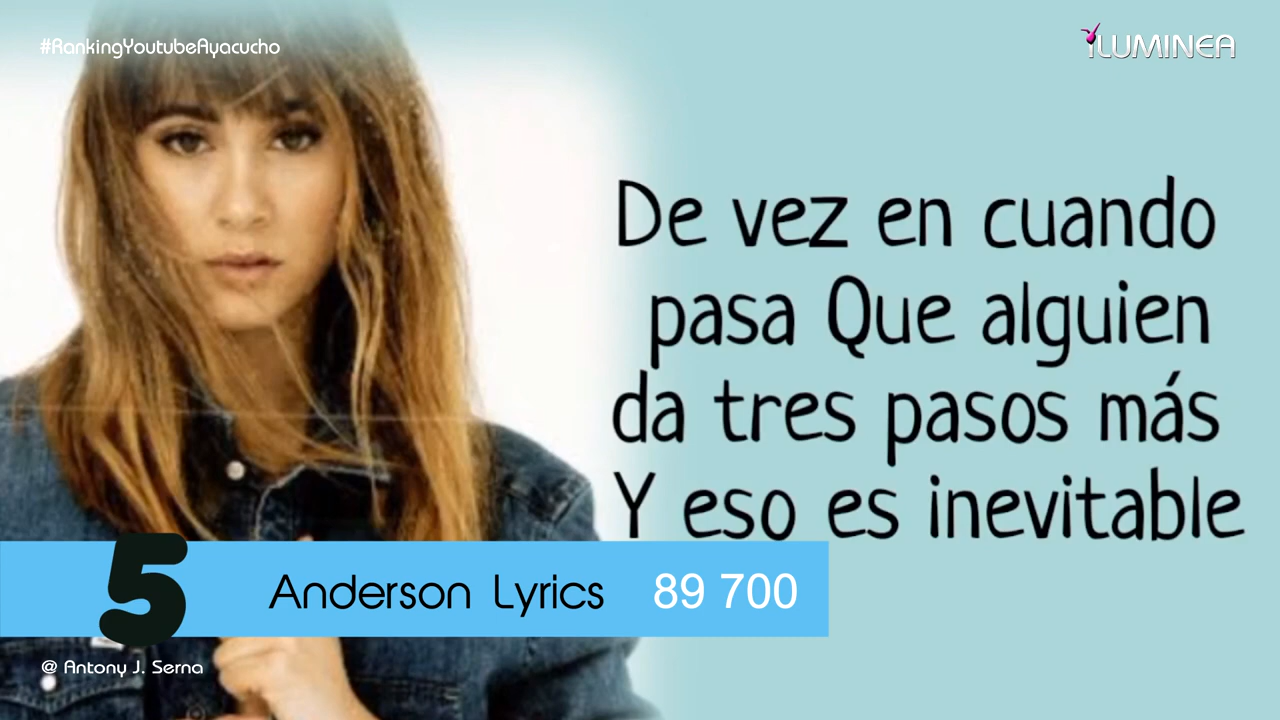 #RankingYoutubeAyacucho
iLUMINEA
De vez en cuando
pasa Que alguien
da tres pasos más
Y eso es inevitable
5 Anderson Lyrics 89 700
@ Antony J. Serna